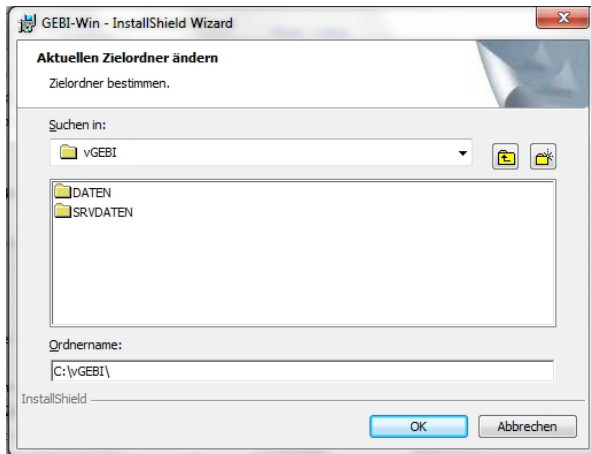 GEBI-Win - InstallShield Wizard
Aktuellen Zielordner ändern
Zielordner bestimmen.
Suchen in:
vGEBI
DATEN
SRVDATEN
Ordnername:
C:\vGEBI\
InstallShield
OK Abbrechen